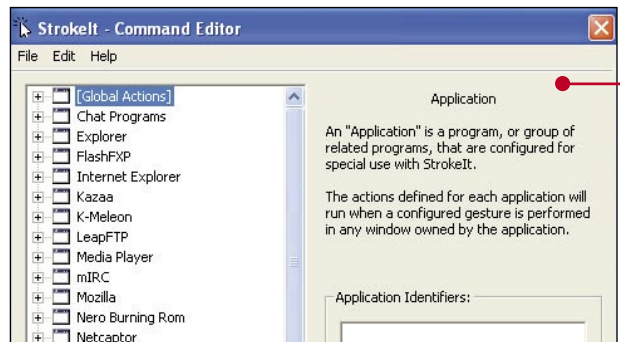 StrokeIt - Command Editor
File Edit Help
[Global Actions]
Chat Programs
Explorer
FlashFXP
Internet Explorer
Kazaa
K-Meleon
LeapFTP
Media Player
mIRC
Mozilla
Nero Burning Rom
Netcaptor
Application
An "Application" is a program, or group of
related programs, that are configured for
special use with StrokeIt.
The actions defined for each application will
run when a configured gesture is performed
in any window owned by the application.
Application Identifiers: